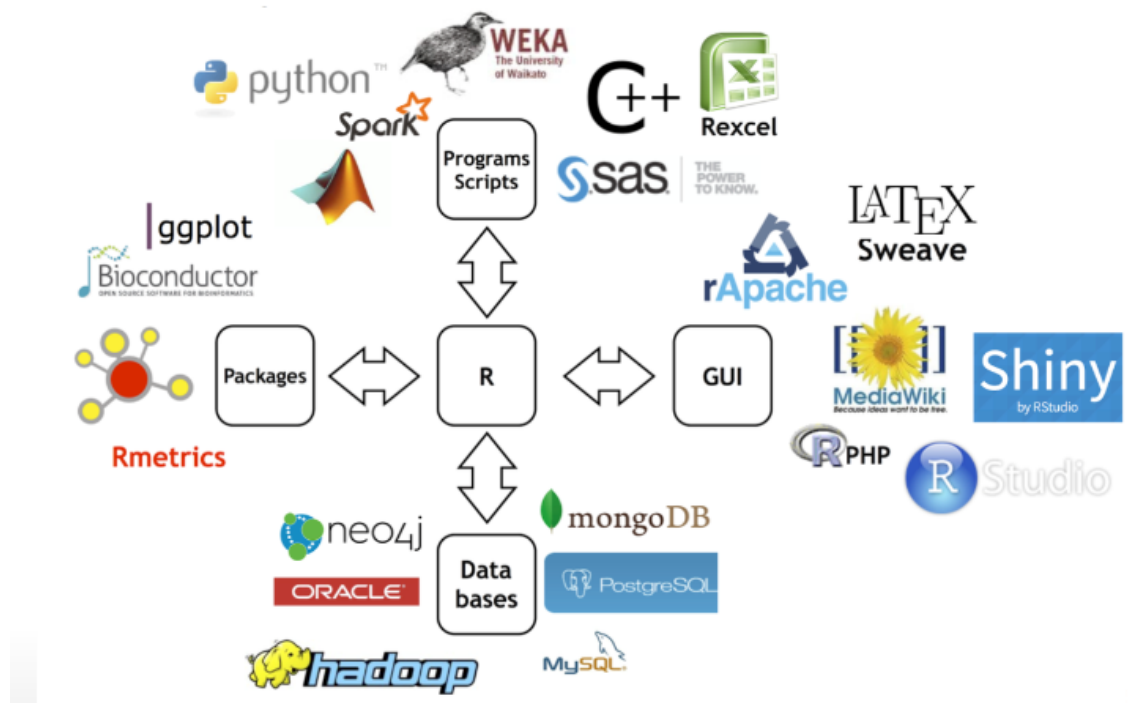 WEKA
The University
of Waikato
python™
C++
Rexcel
Spark
Programs
Scripts
sas
THE
POWER
TO KNOW.
LATEX
Sweave
ggplot
Bioconductor
OPEN SOURCE SOFTWARE FOR BIOINFORMATICS
rApache
Packages
R
GUI
[[ ]]
MediaWiki
Because ideas want to be free.
Shiny
by RStudio
Rmetrics
R PHP
R Studio
neo4j
mongoDB
ORACLE
Data
bases
PostgreSQL
hadoop
MySQL